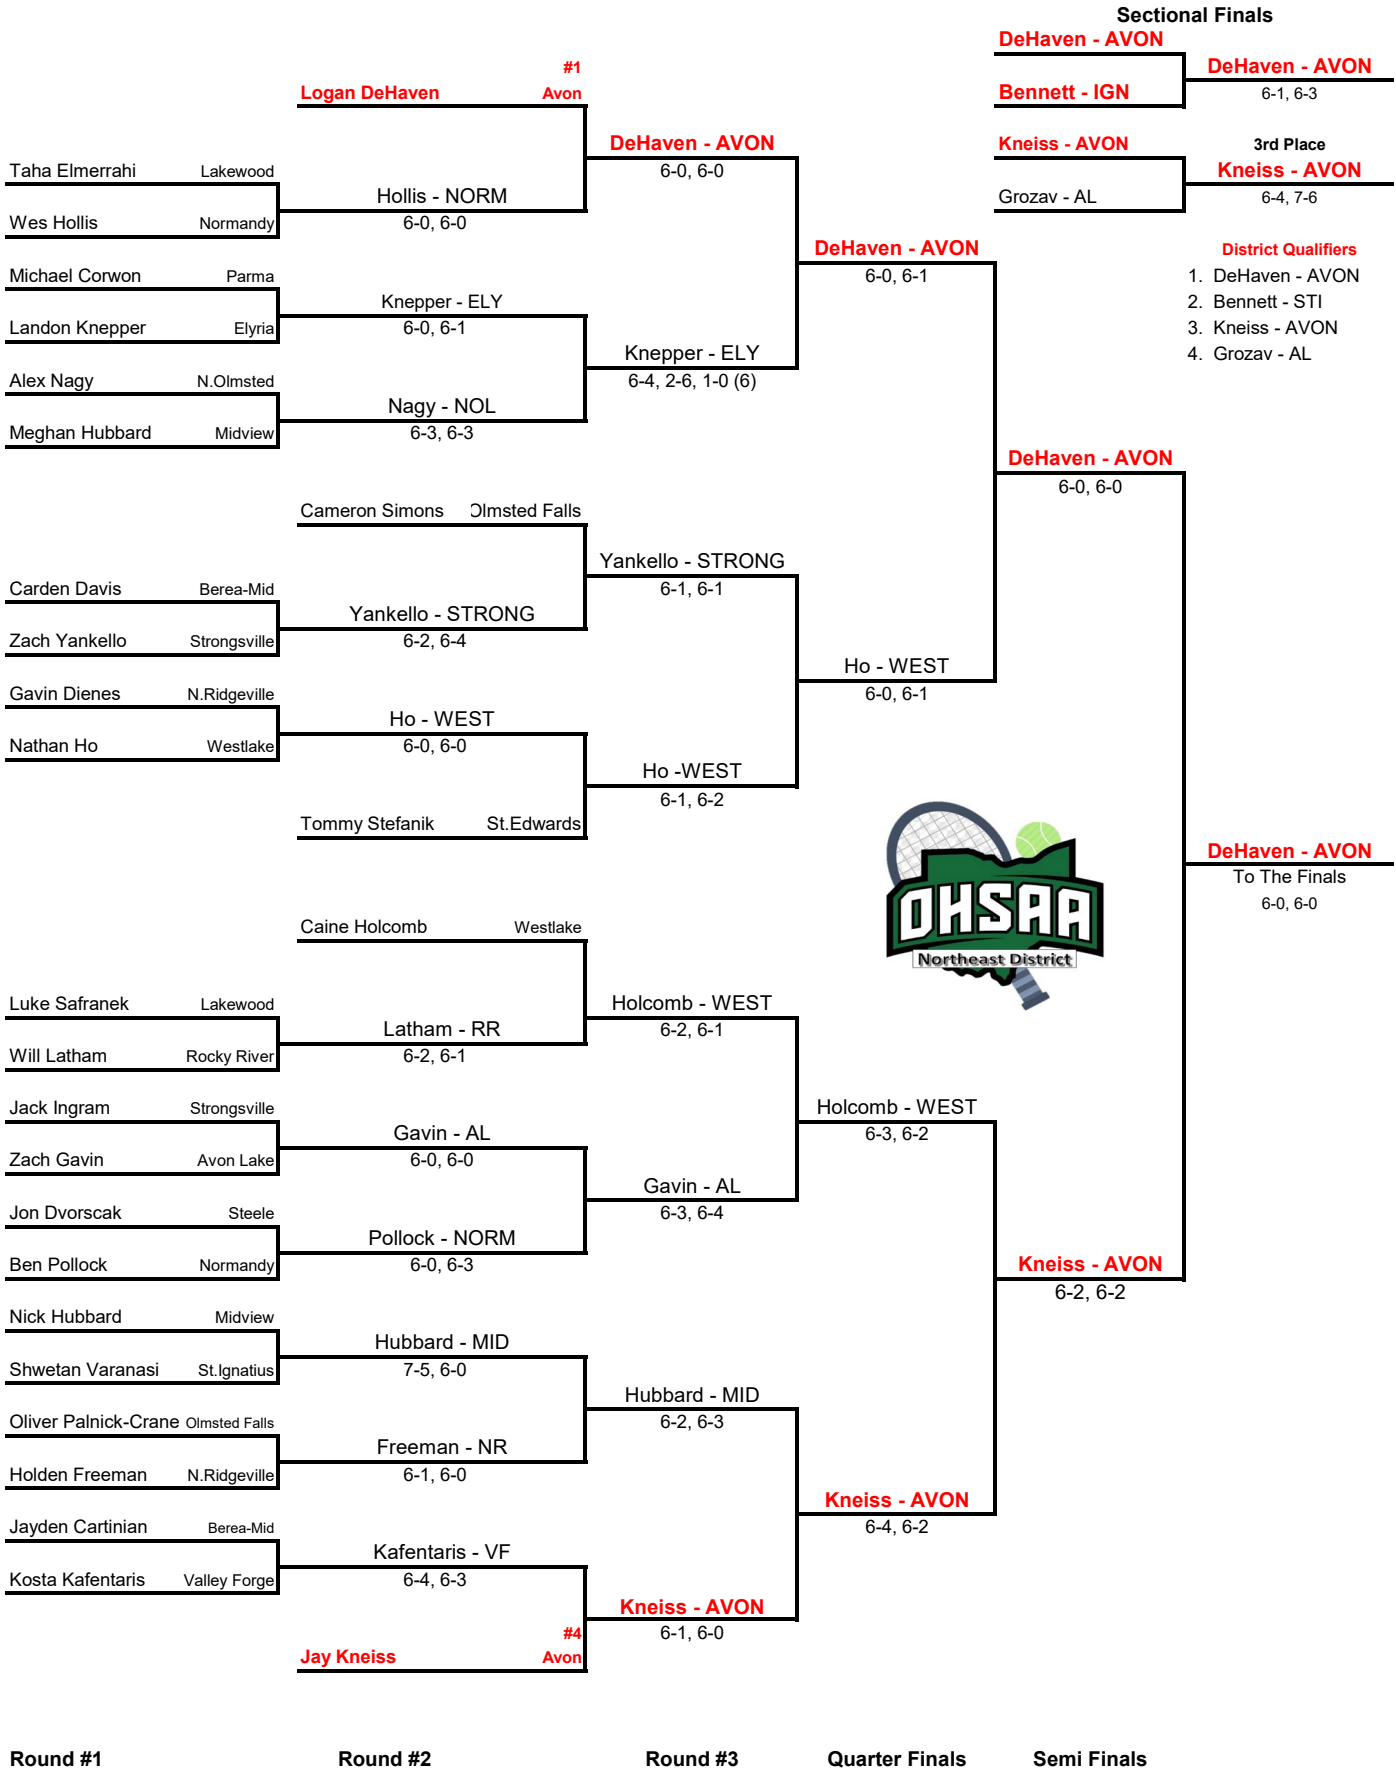 Sectional Finals
DeHaven - AVON
#1
DeHaven - AVON
Logan DeHaven Avon
Bennett - IGN
6-1, 6-3
DeHaven - AVON
Kneiss - AVON
3rd Place
Taha Elmerrahi Lakewood
6-0, 6-0
Kneiss - AVON
Hollis - NORM
Grozav - AL
6-4, 7-6
Wes Hollis Normandy
6-0, 6-0
DeHaven - AVON
District Qualifiers
Michael Corwon Parma
6-0, 6-1
1. DeHaven - AVON
Knepper - ELY
2. Bennett - STI
Landon Knepper Elyria
6-0, 6-1
3. Kneiss - AVON
Knepper - ELY
4. Grozav - AL
Alex Nagy N.Olmsted
6-4, 2-6, 1-0 (6)
Nagy - NOL
Meghan Hubbard Midview
6-3, 6-3
DeHaven - AVON
6-0, 6-0
Cameron Simons Olmsted Falls
Yankello - STRONG
Carden Davis Berea-Mid
6-1, 6-1
Yankello - STRONG
Zach Yankello Strongsville
6-2, 6-4
Ho - WEST
Gavin Dienes N.Ridgeville
6-0, 6-1
Ho - WEST
Nathan Ho Westlake
6-0, 6-0
Ho -WEST
6-1, 6-2
Tommy Stefanik St.Edwards
DeHaven - AVON
To The Finals
6-0, 6-0
OHSAA
Northeast District
Caine Holcomb Westlake
Luke Safranek Lakewood
Holcomb - WEST
Latham - RR
6-2, 6-1
Will Latham Rocky River
6-2, 6-1
Jack Ingram Strongsville
Holcomb - WEST
Gavin - AL
6-3, 6-2
Zach Gavin Avon Lake
6-0, 6-0
Gavin - AL
Jon Dvorscak Steele
6-3, 6-4
Pollock - NORM
Ben Pollock Normandy
6-0, 6-3
Kneiss - AVON
6-2, 6-2
Nick Hubbard Midview
Hubbard - MID
Shwetan Varanasi St.Ignatius
7-5, 6-0
Hubbard - MID
Oliver Palnick-Crane Olmsted Falls
6-2, 6-3
Freeman - NR
Holden Freeman N.Ridgeville
6-1, 6-0
Kneiss - AVON
Jayden Cartinian Berea-Mid
6-4, 6-2
Kafentaris - VF
Kosta Kafentaris Valley Forge
6-4, 6-3
Kneiss - AVON
#4
6-1, 6-0
Jay Kneiss Avon
Round #1 Round #2 Round #3 Quarter Finals Semi Finals